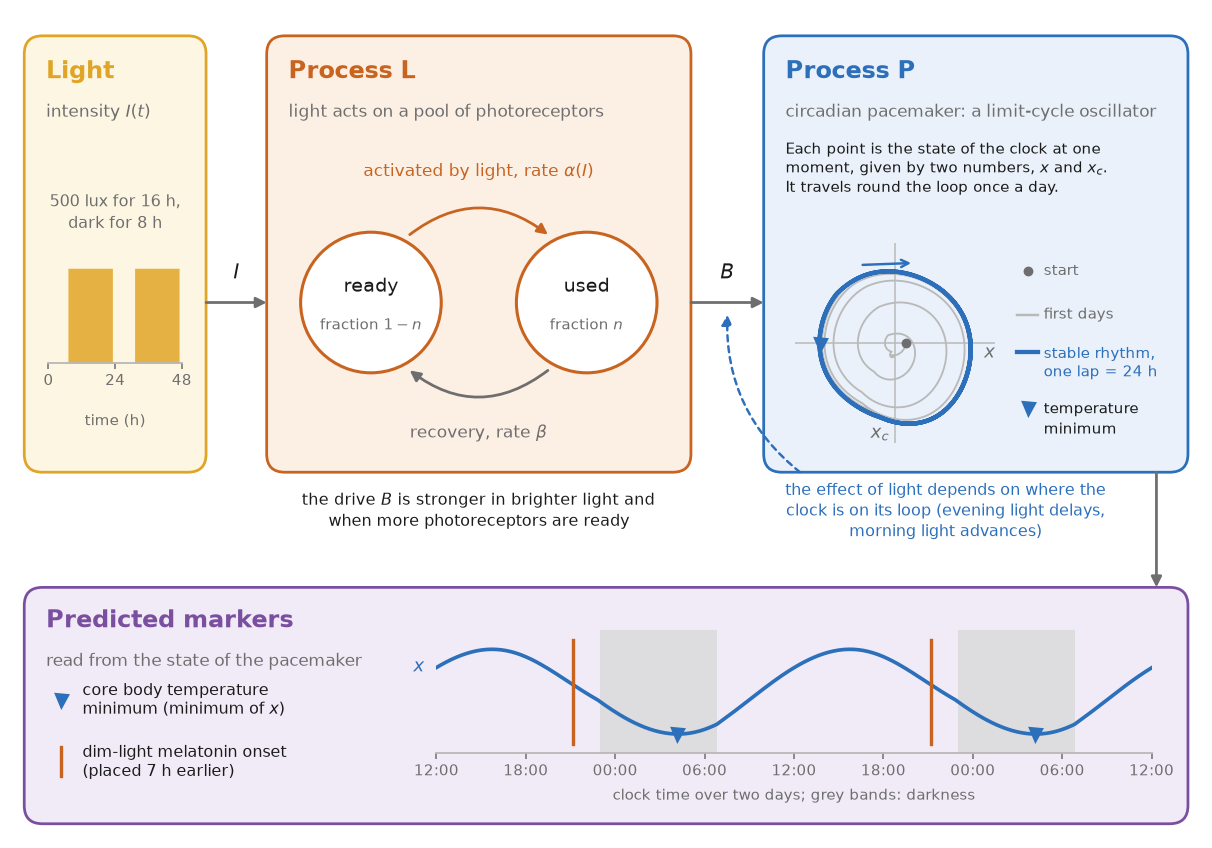 Light
intensity I(t)
500 lux for 16 h,
dark for 8 h
0 24 48
time (h)
I
Process L
light acts on a pool of photoreceptors
activated by light, rate α(I)
ready
fraction 1 − n
used
fraction n
recovery, rate β
the drive B is stronger in brighter light and
when more photoreceptors are ready
B
Process P
circadian pacemaker: a limit-cycle oscillator
Each point is the state of the clock at one
moment, given by two numbers, x and x_c.
It travels round the loop once a day.
x
x_c
start
first days
stable rhythm,
one lap = 24 h
temperature
minimum
the effect of light depends on where the
clock is on its loop (evening light delays,
morning light advances)
Predicted markers
read from the state of the pacemaker
core body temperature
minimum (minimum of x)
dim-light melatonin onset
(placed 7 h earlier)
x
12:00 18:00 00:00 06:00 12:00 18:00 00:00 06:00 12:00
clock time over two days; grey bands: darkness